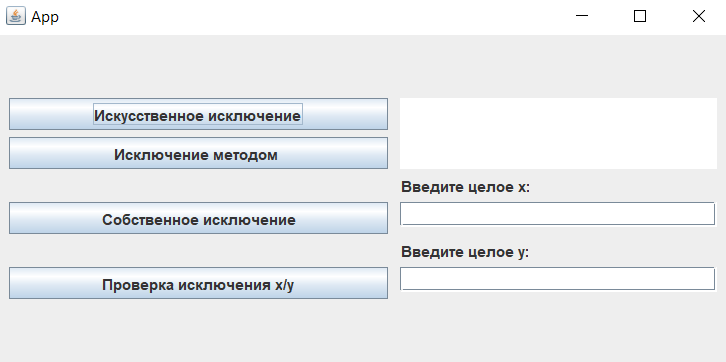 App
Искусственное исключение
Исключение методом
Введите целое x:
Собственное исключение
Введите целое y:
Проверка исключения x/y